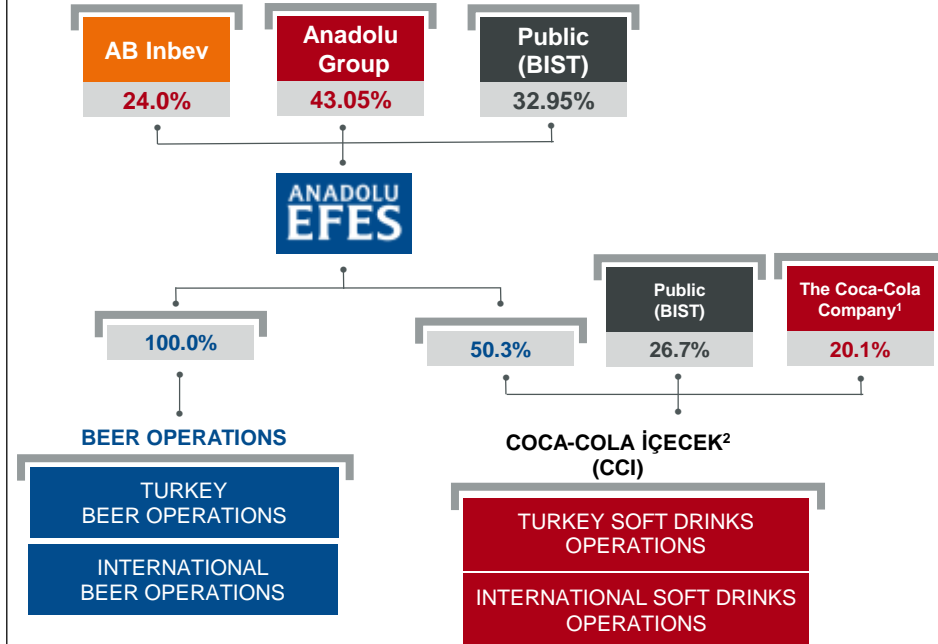 AB Inbev
24.0%
Anadolu
Group
43.05%
Public
(BIST)
32.95%
ANADOLU
EFES
100.0%
50.3%
Public
(BIST)
26.7%
The Coca-Cola
Company¹
20.1%
BEER OPERATIONS
TURKEY
BEER OPERATIONS
INTERNATIONAL
BEER OPERATIONS
COCA-COLA İÇECEK²
(CCI)
TURKEY SOFT DRINKS
OPERATIONS
INTERNATIONAL SOFT DRINKS
OPERATIONS